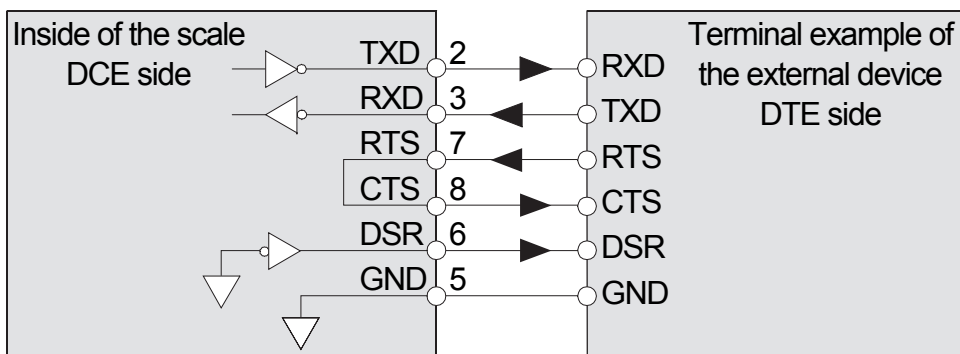 Inside of the scale
DCE side
Terminal example of
the external device
DTE side
TXD 2 RXD
RXD 3 TXD
RTS 7 RTS
CTS 8 CTS
DSR 6 DSR
GND 5 GND